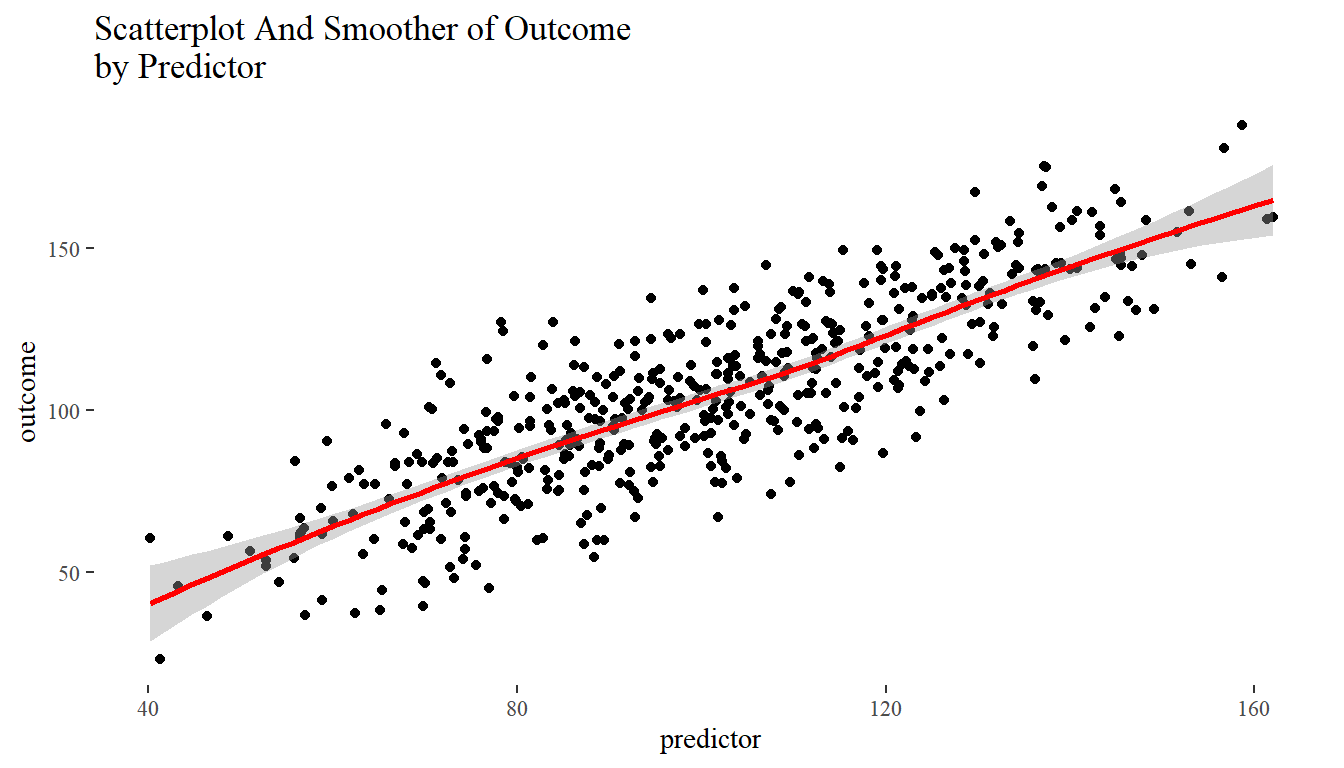 Scatterplot And Smoother of Outcome
by Predictor
outcome
150
100
50
40 80 120 160
predictor